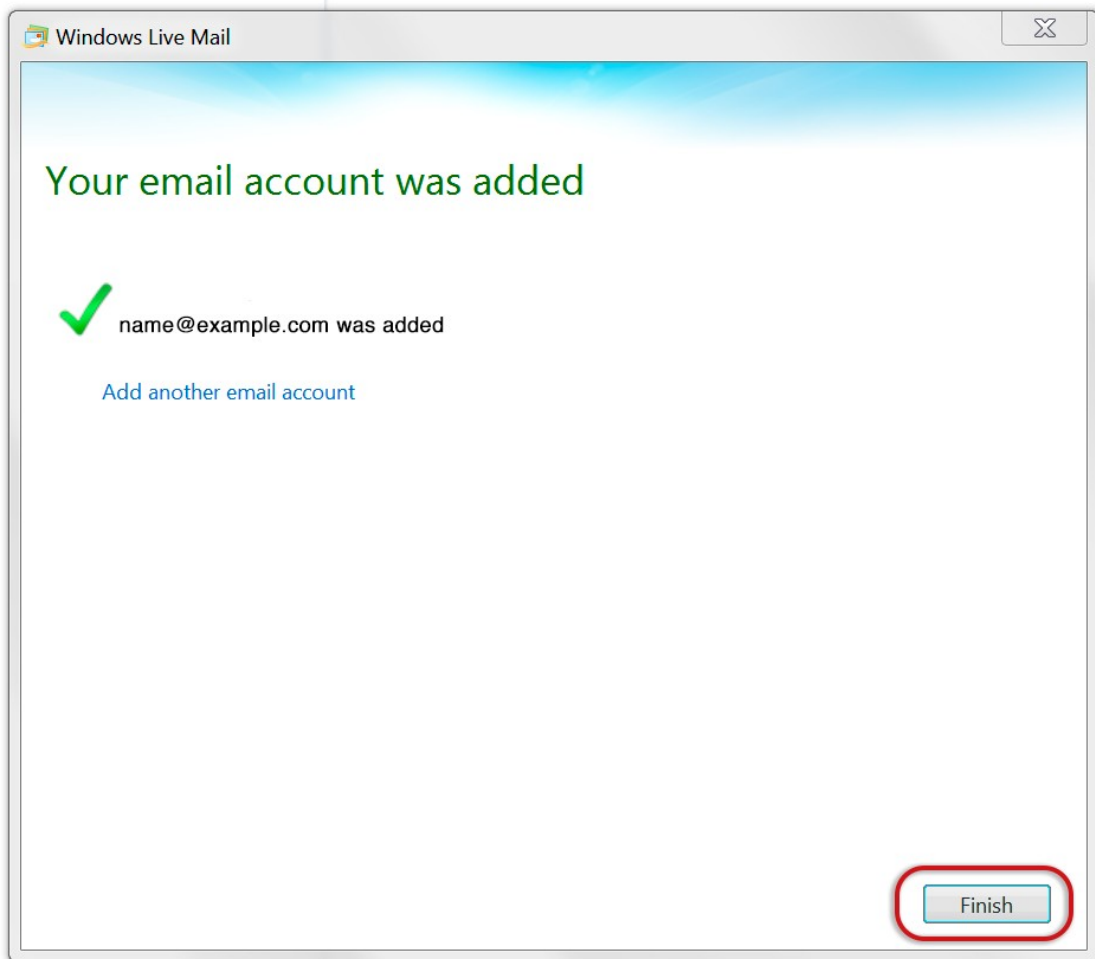 Windows Live Mail
Your email account was added
name@example.com was added
Add another email account
Finish